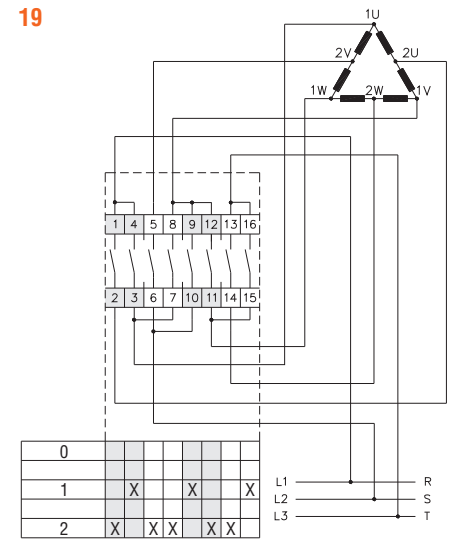 19
1U
2V 2U
1W 2W 1V
1 4 5 8 9 12 13 16
2 3 6 7 10 11 14 15
0
1 X X X
L1 R
L2 S
L3 T
2 X X X X X